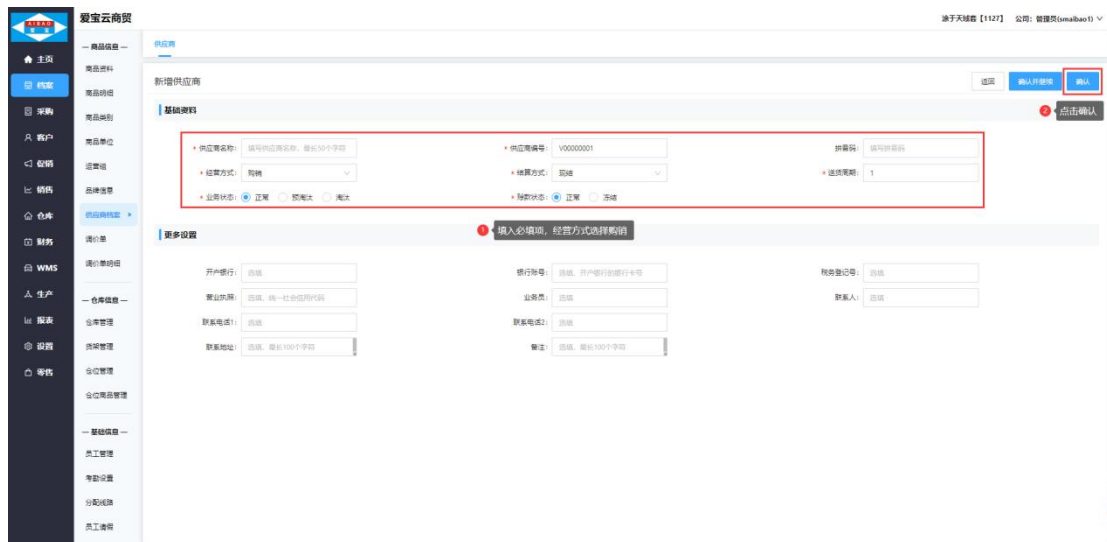 AIBAO
爱宝
爱宝云商贸
涂于天球套【1127】 公司: 管理员(smaibao1)
主页
档案
采购
客户
促销
销售
仓库
财务
WMS
生产
报表
设置
零售
— 商品信息 —
商品资料
商品明细
商品类别
商品单位
运营组
品牌信息
供应商档案
调价单
调价单明细
— 仓库信息 —
仓库管理
货架管理
仓位管理
仓位商品管理
— 基础信息 —
员工管理
考勤设置
分配线路
员工请假
供应商
新增供应商
返回 确认并继续 确认
2 点击确认
基础资料
* 供应商名称: 填写供应商名称, 最长50个字符 * 供应商编号: V00000001 拼音码: 填写拼音码
* 经营方式: 购销 * 结算方式: 现结 * 送货周期: 1
* 业务状态: 正常 预淘汰 淘汰 * 账款状态: 正常 冻结
1 填入必填项, 经营方式选择购销
更多设置
开户银行: 选填 银行账号: 选填, 开户银行的银行卡号 税务登记号: 选填
营业执照: 选填, 统一社会信用代码 业务员: 选填 联系人: 选填
联系电话1: 选填 联系电话2: 选填
联系地址: 选填, 最长100个字符 备注: 选填, 最长100个字符